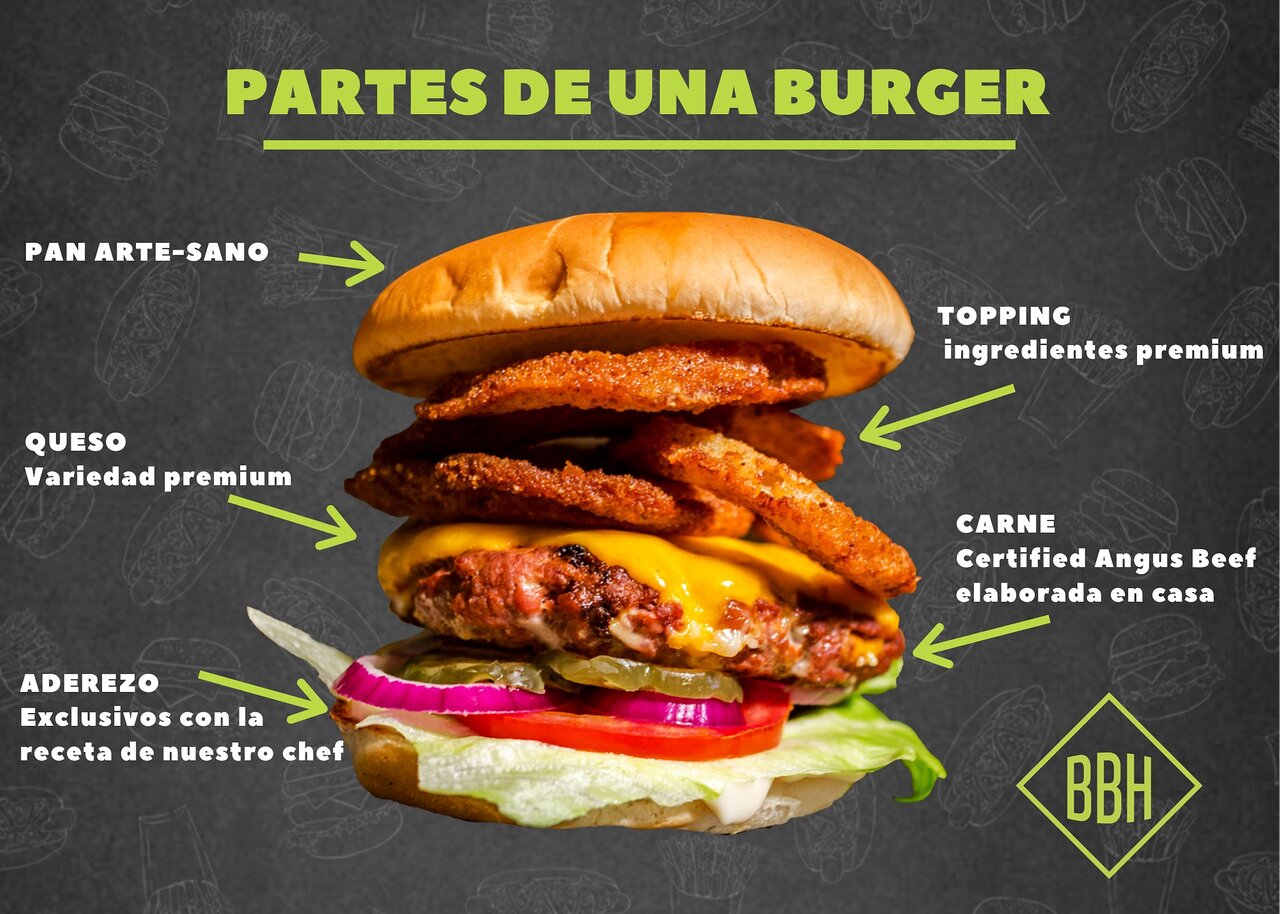 PARTES DE UNA BURGER
PAN ARTE-SANO
TOPPING
ingredientes premium
QUESO
Variedad premium
CARNE
Certified Angus Beef
elaborada en casa
ADEREZO
Exclusivos con la
receta de nuestro chef
BBH